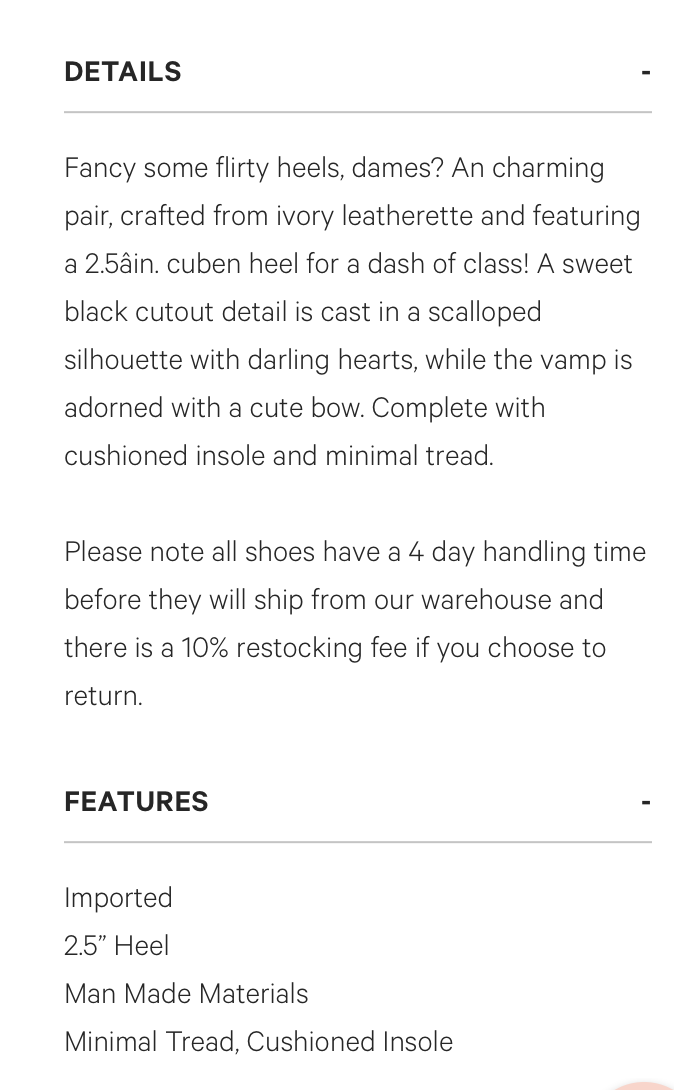 DETAILS -
Fancy some flirty heels, dames? An charming
pair, crafted from ivory leatherette and featuring
a 2.5âin. cuben heel for a dash of class! A sweet
black cutout detail is cast in a scalloped
silhouette with darling hearts, while the vamp is
adorned with a cute bow. Complete with
cushioned insole and minimal tread.
Please note all shoes have a 4 day handling time
before they will ship from our warehouse and
there is a 10% restocking fee if you choose to
return.
FEATURES -
Imported
2.5” Heel
Man Made Materials
Minimal Tread, Cushioned Insole